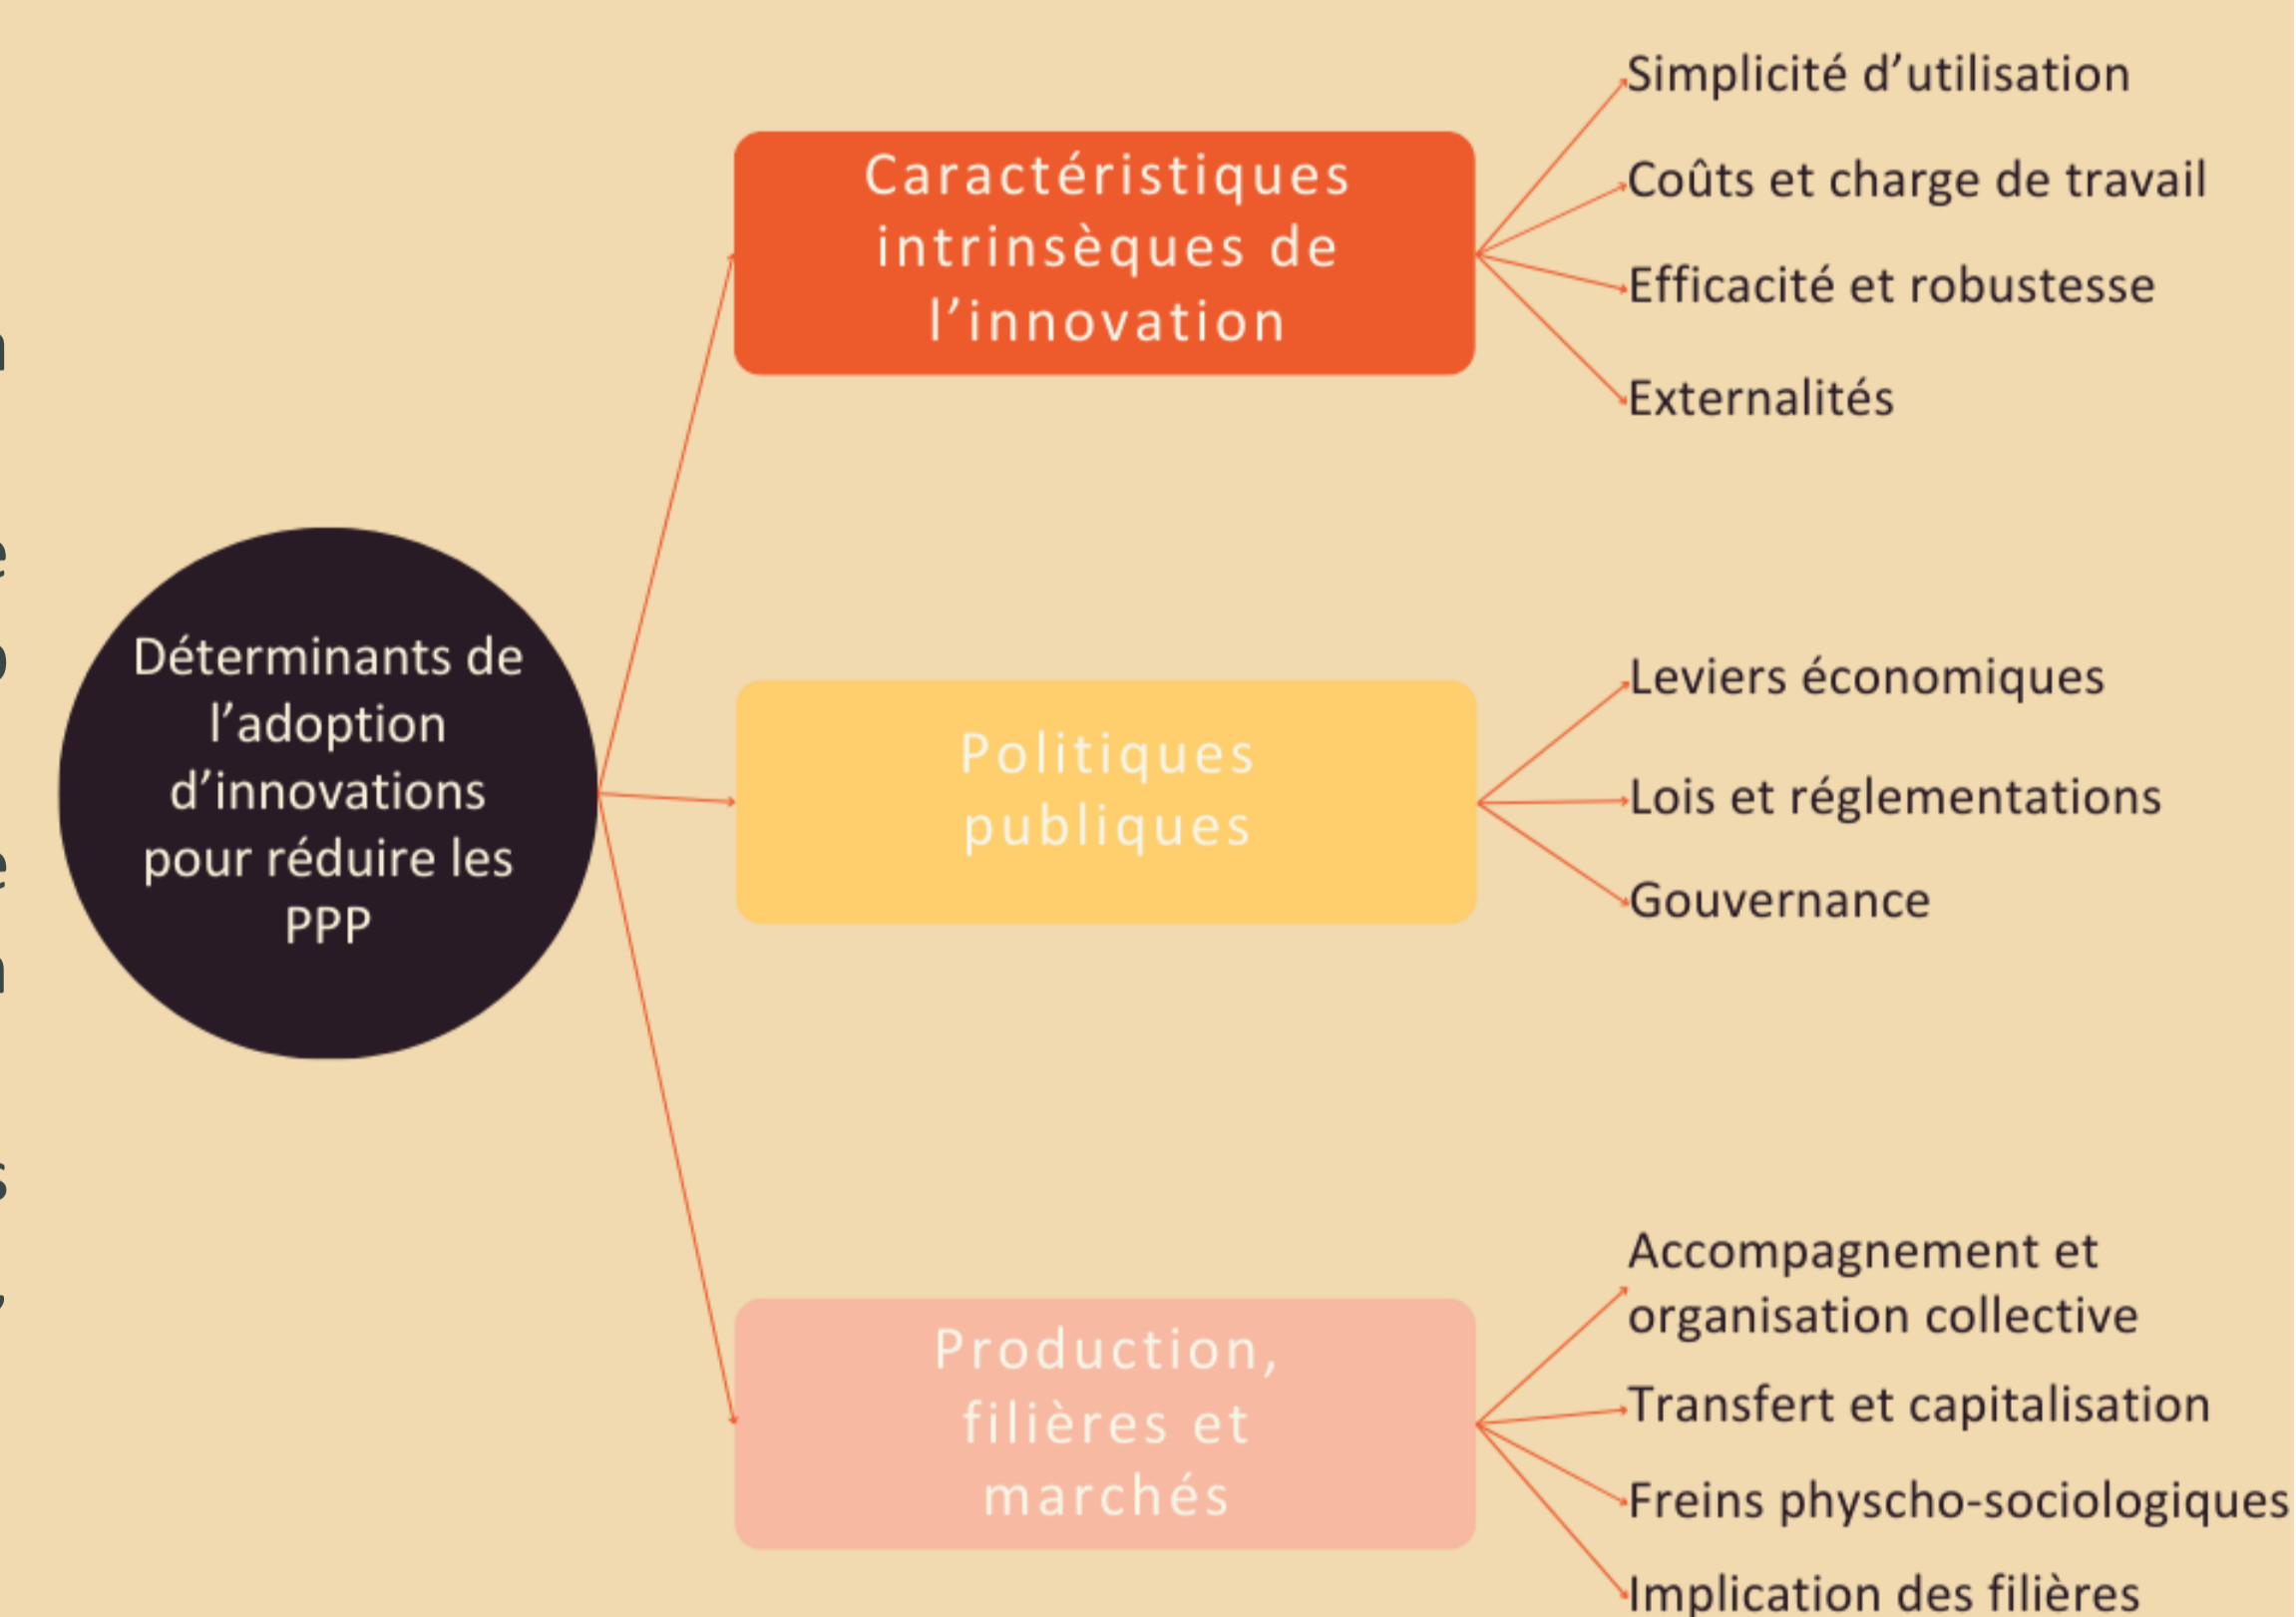 Déterminants de
l’adoption
d’innovations
pour réduire les
PPP
Caractéristiques
intrinsèques de
l’innovation
Simplicité d’utilisation
Coûts et charge de travail
Efficacité et robustesse
Externalités
Politiques
publiques
Leviers économiques
Lois et réglementations
Gouvernance
Production,
filières et
marchés
Accompagnement et
organisation collective
Transfert et capitalisation
Freins physcho-sociologiques
Implication des filières